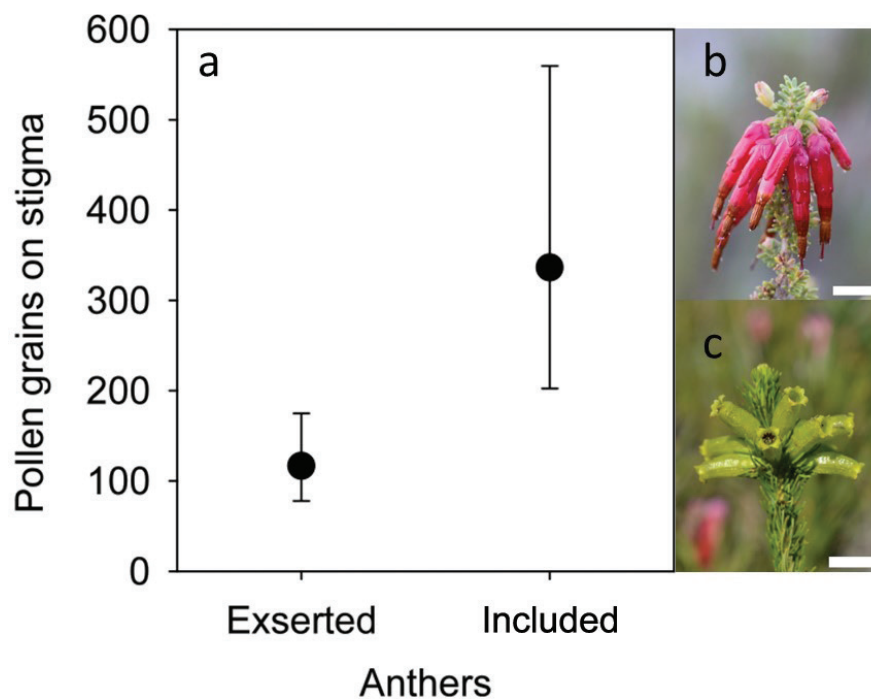 600
a
500
400
300
200
100
0
Pollen grains on stigma
Exserted
Included
Anthers
b
c